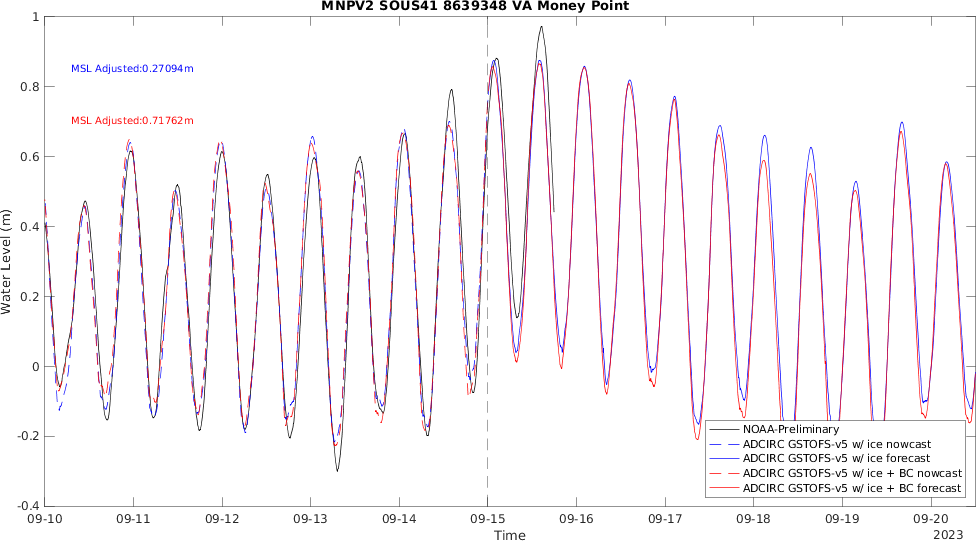 MNPV2 SOUS41 8639348 VA Money Point
MSL Adjusted:0.27094m
MSL Adjusted:0.71762m
Water Level (m)
1
0.8
0.6
0.4
0.2
0
-0.2
-0.4
NOAA-Preliminary
ADCIRC GSTOFS-v5 w/ ice nowcast
ADCIRC GSTOFS-v5 w/ ice forecast
ADCIRC GSTOFS-v5 w/ ice + BC nowcast
ADCIRC GSTOFS-v5 w/ ice + BC forecast
09-10 09-11 09-12 09-13 09-14 09-15 09-16 09-17 09-18 09-19 09-20
Time
2023